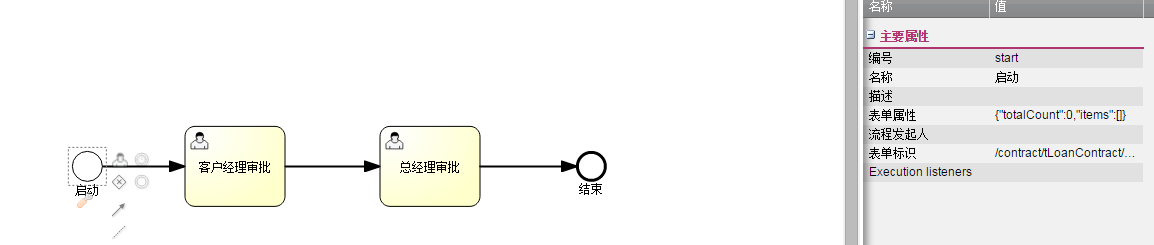 名称 值
主要属性
编号 start
名称 启动
描述
表单属性 {"totalCount":0,"items":[]}
流程发起人
表单标识 /contract/tLoanContract/…
Execution listeners
启动
客户经理审批
总经理审批
结束